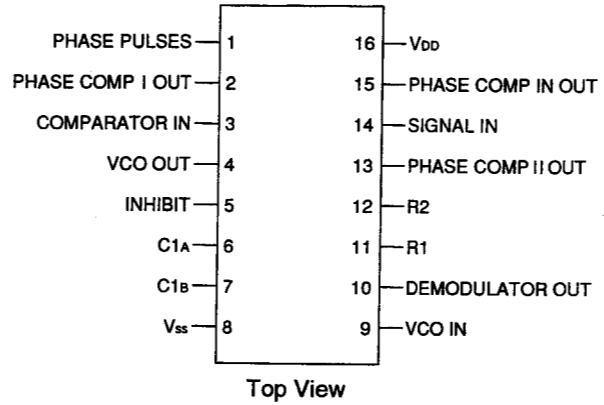 PHASE PULSES 1 16 VDD
PHASE COMP I OUT 2 15 PHASE COMP IN OUT
COMPARATOR IN 3 14 SIGNAL IN
VCO OUT 4 13 PHASE COMP II OUT
INHIBIT 5 12 R2
C1A 6 11 R1
C1B 7 10 DEMODULATOR OUT
Vss 8 9 VCO IN
Top View